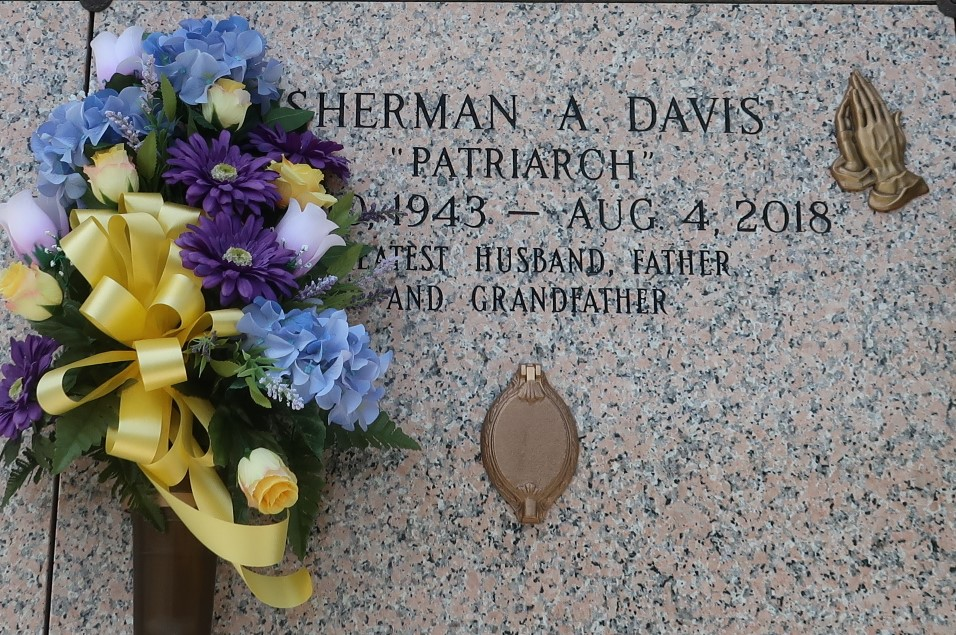 SHERMAN A. DAVIS
"PATRIARCH"
1943 — AUG. 4, 2018
HUSBAND, FATHER
AND GRANDFATHER